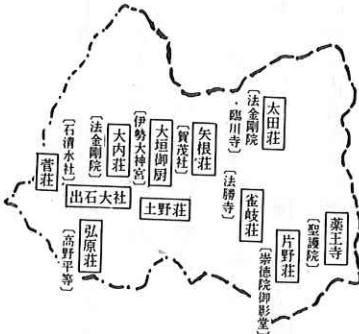 太田荘
〔法金剛院・臨川寺〕
矢根荘
〔賀茂社〕
大垣御厨
〔伊勢大神宮〕
大内荘
〔法金剛院〕
〔石清水社〕
菅荘
出石大社
土野荘
弘原荘
〔高野平等〕
雀岐荘
〔法勝寺〕
薬王寺
〔聖護院〕
片野荘
〔崇徳院御影堂〕